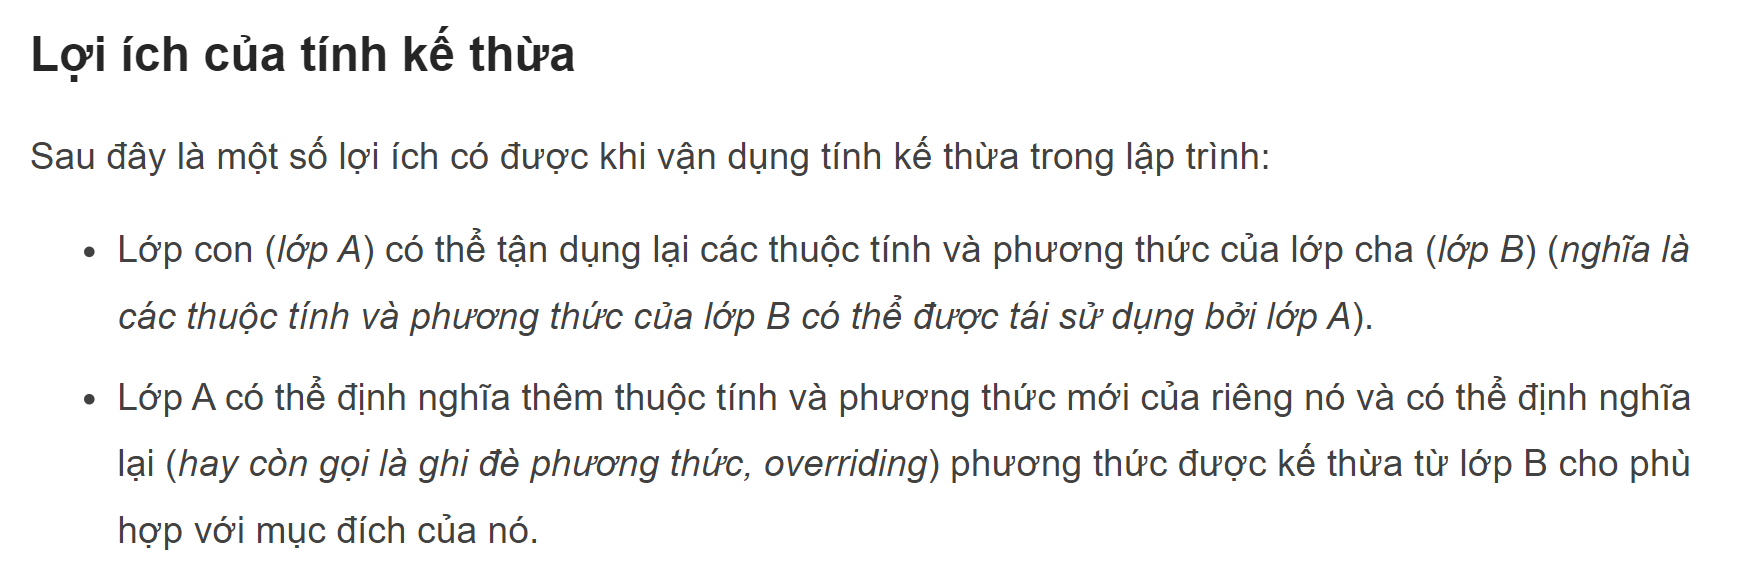 Lợi ích của tính kế thừa
Sau đây là một số lợi ích có được khi vận dụng tính kế thừa trong lập trình:
• Lớp con (lớp A) có thể tận dụng lại các thuộc tính và phương thức của lớp cha (lớp B) (nghĩa là
các thuộc tính và phương thức của lớp B có thể được tái sử dụng bởi lớp A).
• Lớp A có thể định nghĩa thêm thuộc tính và phương thức mới của riêng nó và có thể định nghĩa
lại (hay còn gọi là ghi đè phương thức, overriding) phương thức được kế thừa từ lớp B cho phù
hợp với mục đích của nó.